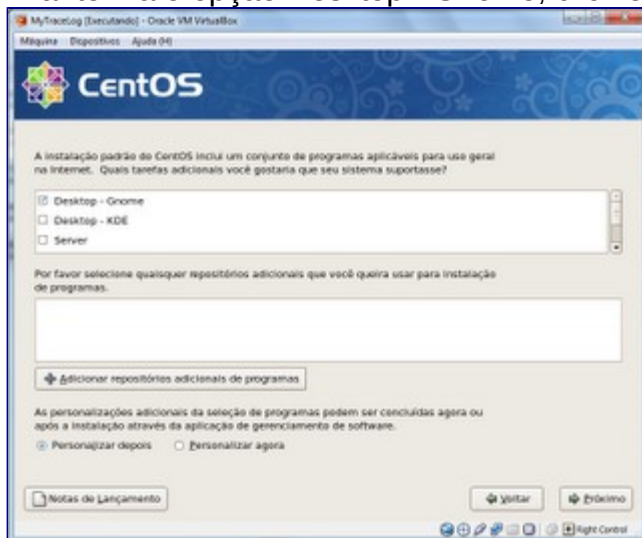 MyTraceLog [Executando] - Oracle VM VirtualBox
Máquina Dispositivos Ajuda (H)
CentOS
A instalação padrão do CentOS inclui um conjunto de programas aplicáveis para uso geral
na Internet. Quais tarefas adicionais você gostaria que seu sistema suportasse?
Desktop - Gnome
Desktop - KDE
Server
Por favor selecione quaisquer repositórios adicionais que você queira usar para instalação
de programas.
Adicionar repositórios adicionais de programas
As personalizações adicionais da seleção de programas podem ser concluídas agora ou
após a instalação através da aplicação de gerenciamento de software.
Personalizar depois Personalizar agora
Notas de Lançamento Voltar Próximo
Right Control